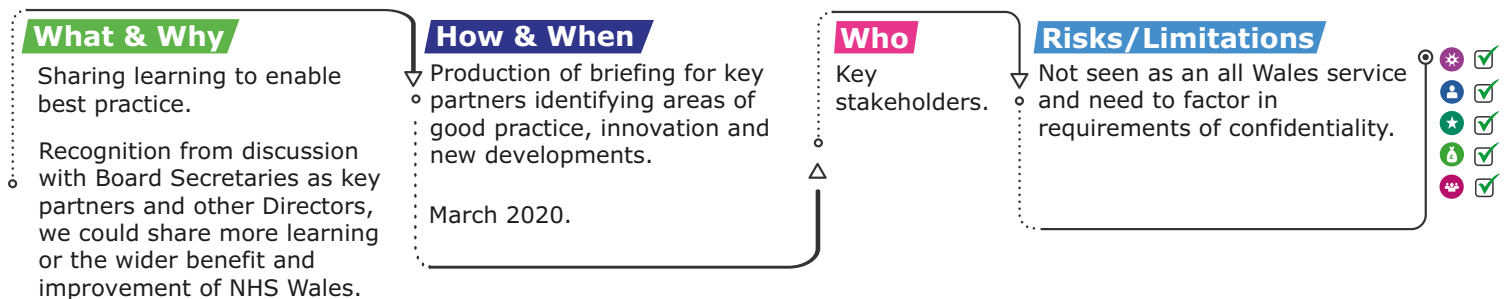 What & Why
Sharing learning to enable
best practice.
Recognition from discussion
with Board Secretaries as key
partners and other Directors,
we could share more learning
or the wider benefit and
improvement of NHS Wales.
How & When
Production of briefing for key
partners identifying areas of
good practice, innovation and
new developments.
March 2020.
Who
Key
stakeholders.
Risks/Limitations
Not seen as an all Wales service
and need to factor in
requirements of confidentiality.